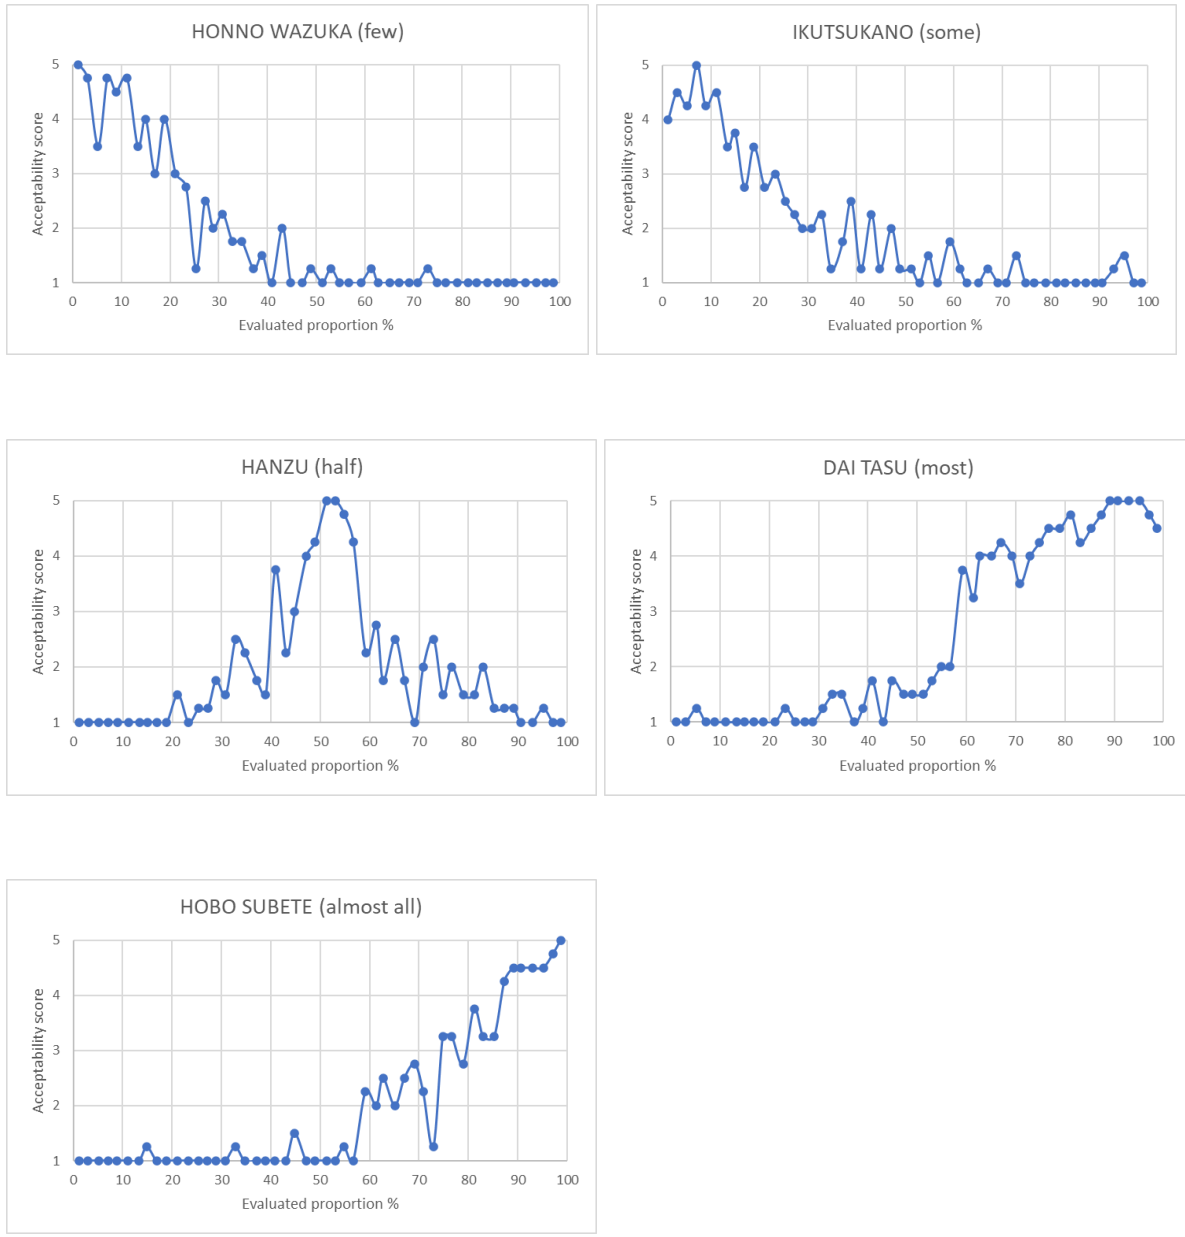 HONNO WAZUKA (few)
Acceptability score
5
4
3
2
1
0 10 20 30 40 50 60 70 80 90 100
Evaluated proportion %
IKUTSUKANO (some)
Acceptability score
5
4
3
2
1
0 10 20 30 40 50 60 70 80 90 100
Evaluated proportion %
HANZU (half)
Acceptability score
5
4
3
2
1
0 10 20 30 40 50 60 70 80 90 100
Evaluated proportion %
DAI TASU (most)
Acceptability score
5
4
3
2
1
0 10 20 30 40 50 60 70 80 90 100
Evaluated proportion %
HOBO SUBETE (almost all)
Acceptability score
5
4
3
2
1
0 10 20 30 40 50 60 70 80 90 100
Evaluated proportion %